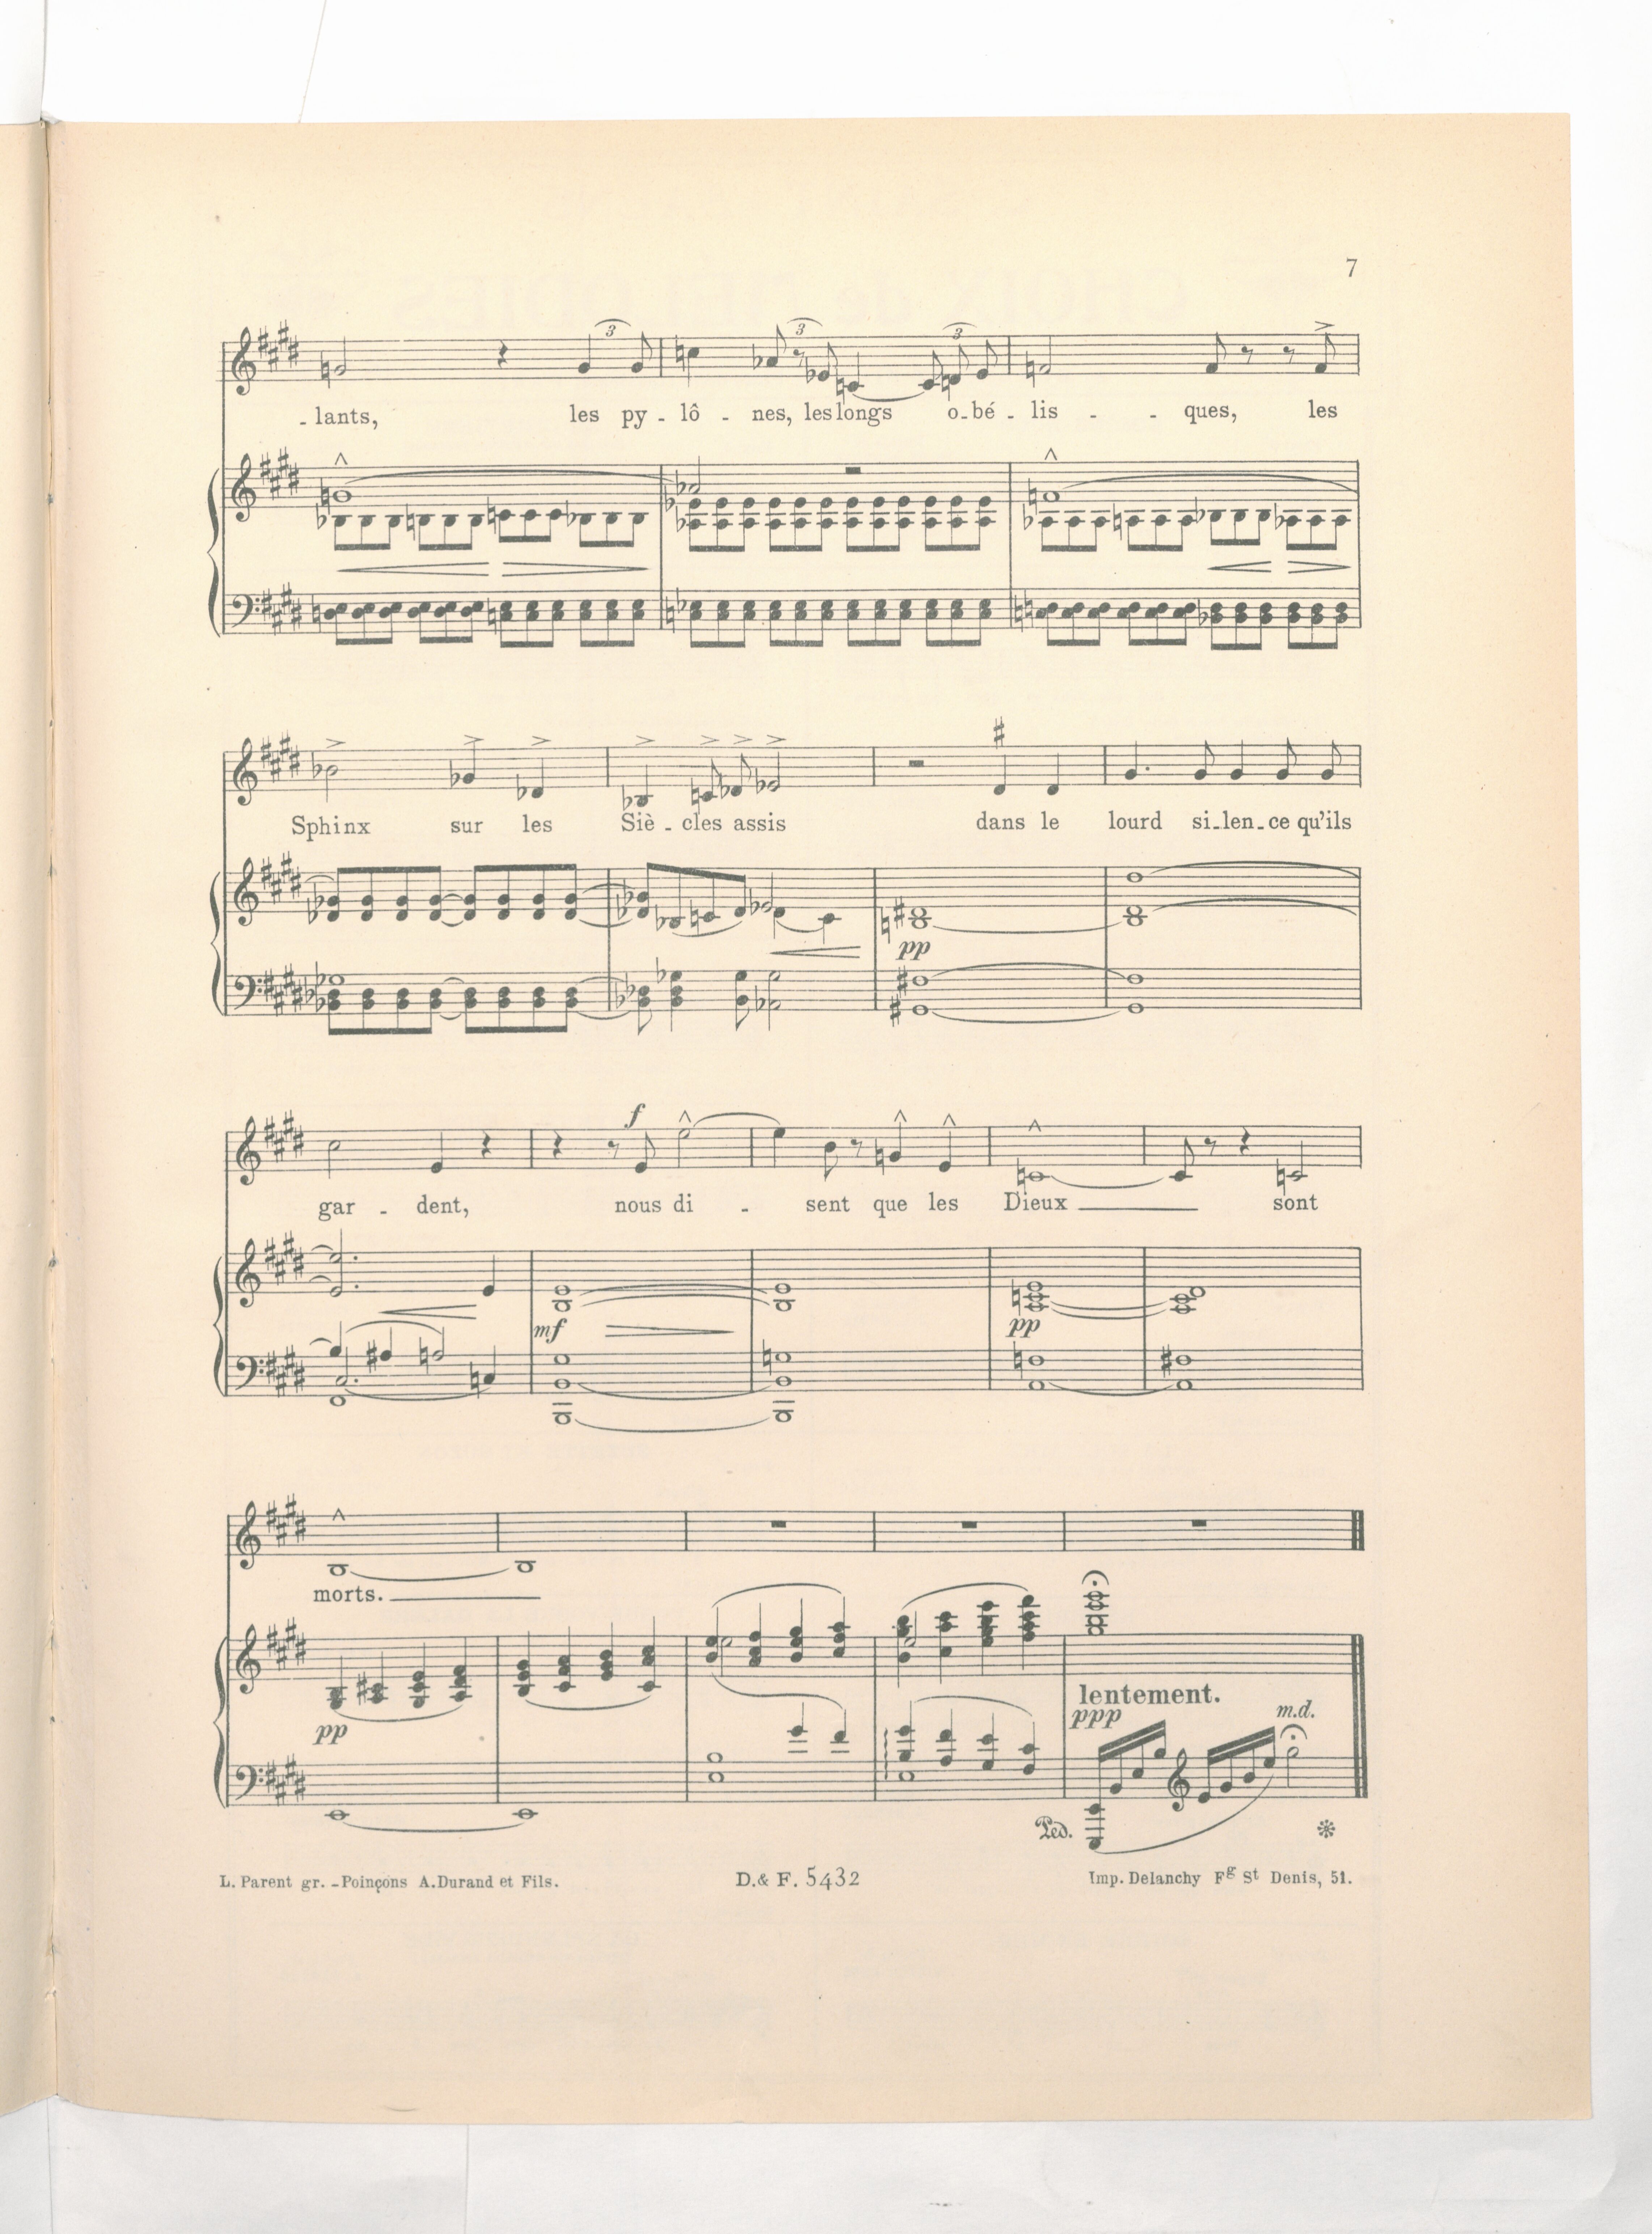 7
3 3 3
- lants, les py - lô - nes, les longs o - bé - lis - - ques, les
Sphinx sur les Siè - cles assis dans le lourd si - len - ce qu'ils
pp
f
gar - dent, nous di - sent que les Dieux sont
mf pp
morts.
pp
lentement.
ppp m.d.
Ped.
L. Parent gr. - Poinçons A. Durand et Fils. D. & F. 5432 Imp. Delanchy Fg St Denis, 51.